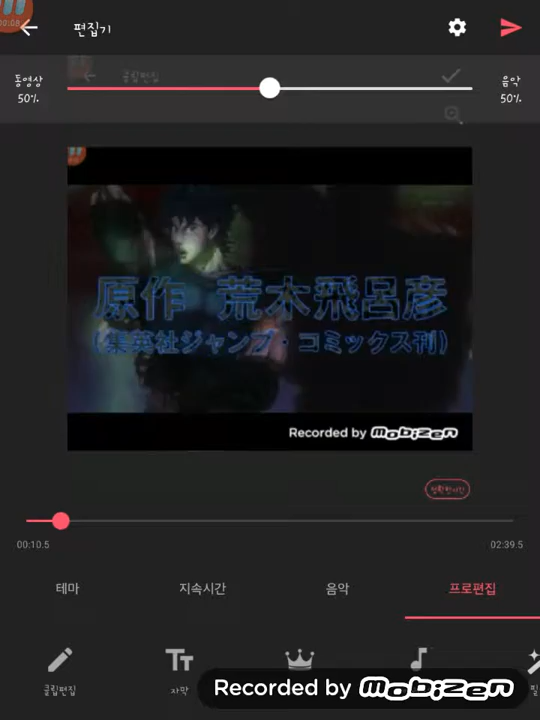 00:08
편집기
클립편집
동영상
50%
음악
50%
原作 荒木飛呂彦
(集英社ジャンプ・コミックス刊)
Recorded by mobizen
00:10.5
02:39.5
테마
지속시간
음악
프로편집
클립편집
자막
Recorded by mobizen